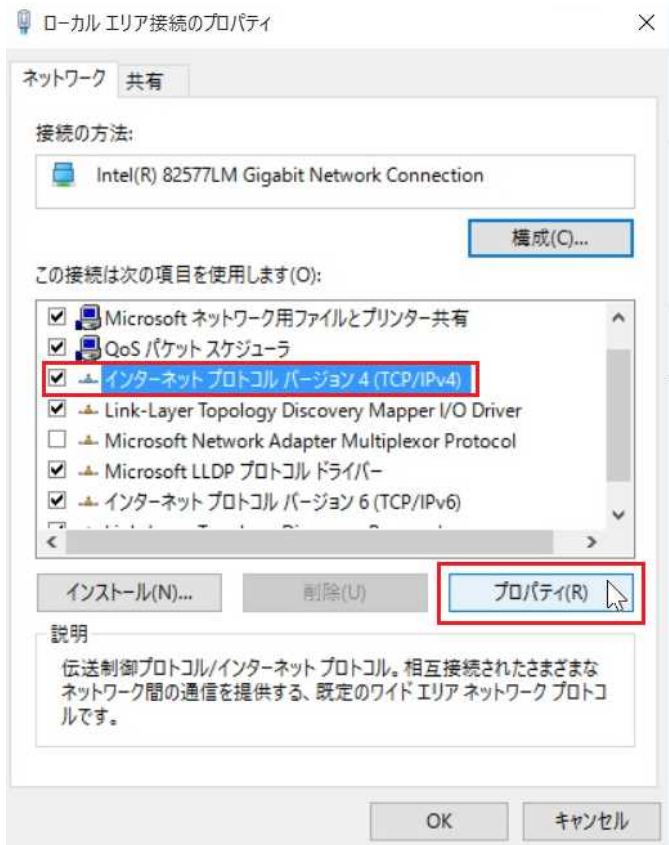 ローカル エリア接続のプロパティ
ネットワーク 共有
接続の方法:
Intel(R) 82577LM Gigabit Network Connection
構成(C)...
この接続は次の項目を使用します(O):
Microsoft ネットワーク用ファイルとプリンター共有
QoS パケット スケジューラ
インターネット プロトコル バージョン 4 (TCP/IPv4)
Link-Layer Topology Discovery Mapper I/O Driver
Microsoft Network Adapter Multiplexor Protocol
Microsoft LLDP プロトコル ドライバー
インターネット プロトコル バージョン 6 (TCP/IPv6)
インストール(N)... 削除(U) プロパティ(R)
説明
伝送制御プロトコル/インターネット プロトコル。相互接続されたさまざまな
ネットワーク間の通信を提供する、既定のワイド エリア ネットワーク プロトコ
ルです。
OK キャンセル